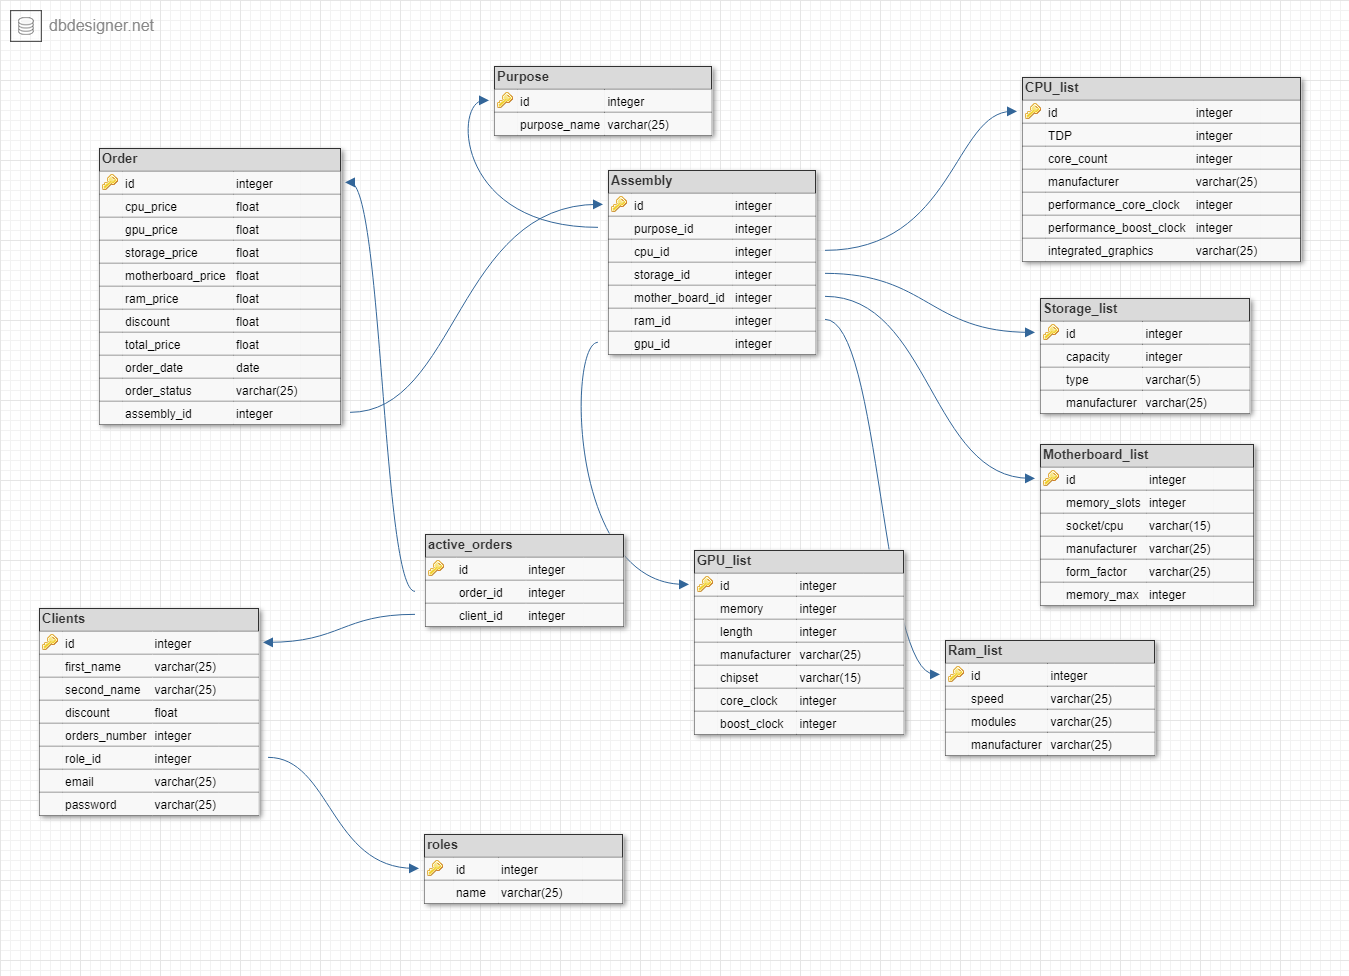 dbdesigner.net
Purpose
id integer
purpose_name varchar(25)
CPU_list
id integer
TDP integer
core_count integer
manufacturer varchar(25)
performance_core_clock integer
performance_boost_clock integer
integrated_graphics varchar(25)
Order
id integer
cpu_price float
gpu_price float
storage_price float
motherboard_price float
ram_price float
discount float
total_price float
order_date date
order_status varchar(25)
assembly_id integer
Assembly
id integer
purpose_id integer
cpu_id integer
storage_id integer
mother_board_id integer
ram_id integer
gpu_id integer
Storage_list
id integer
capacity integer
type varchar(5)
manufacturer varchar(25)
Motherboard_list
id integer
memory_slots integer
socket/cpu varchar(15)
manufacturer varchar(25)
form_factor varchar(25)
memory_max integer
active_orders
id integer
order_id integer
client_id integer
GPU_list
id integer
memory integer
length integer
manufacturer varchar(25)
chipset varchar(15)
core_clock integer
boost_clock integer
Clients
id integer
first_name varchar(25)
second_name varchar(25)
discount float
orders_number integer
role_id integer
email varchar(25)
password varchar(25)
Ram_list
id integer
speed varchar(25)
modules varchar(25)
manufacturer varchar(25)
roles
id integer
name varchar(25)